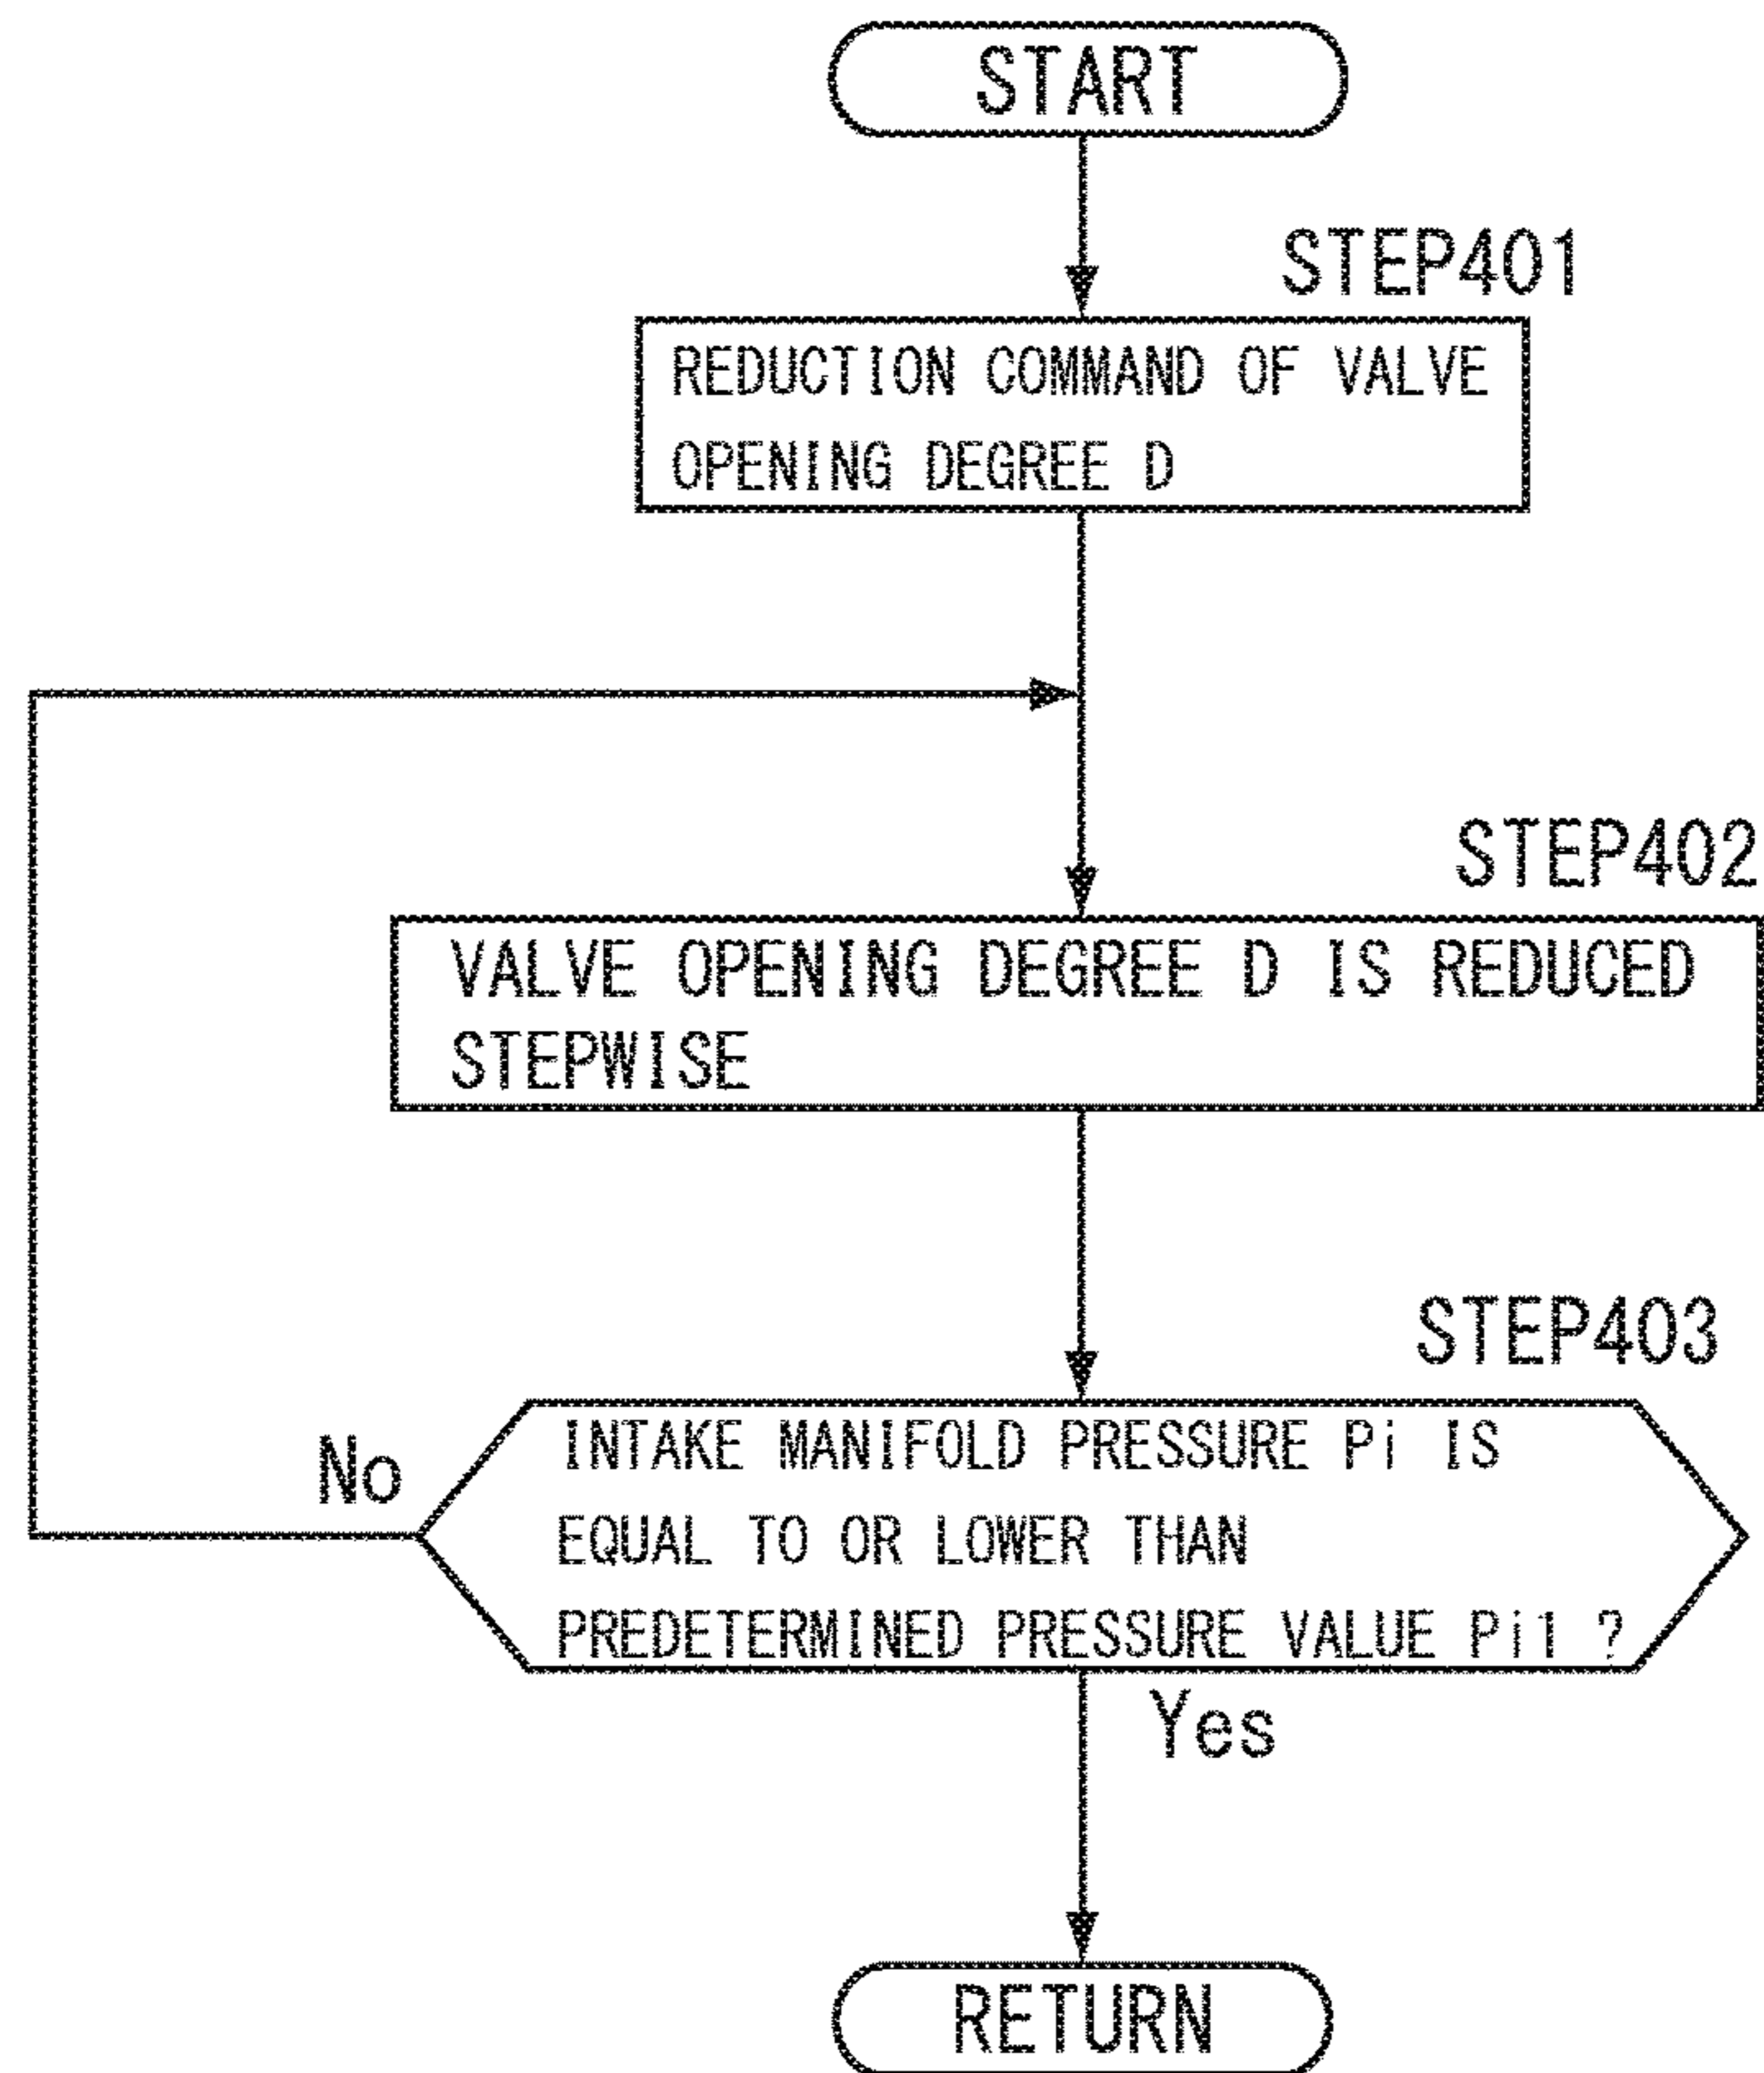 START
STEP401
REDUCTION COMMAND OF VALVE
OPENING DEGREE D
STEP402
VALVE OPENING DEGREE D IS REDUCED
STEPWISE
STEP403
No
INTAKE MANIFOLD PRESSURE Pi IS
EQUAL TO OR LOWER THAN
PREDETERMINED PRESSURE VALUE Pi1 ?
Yes
RETURN